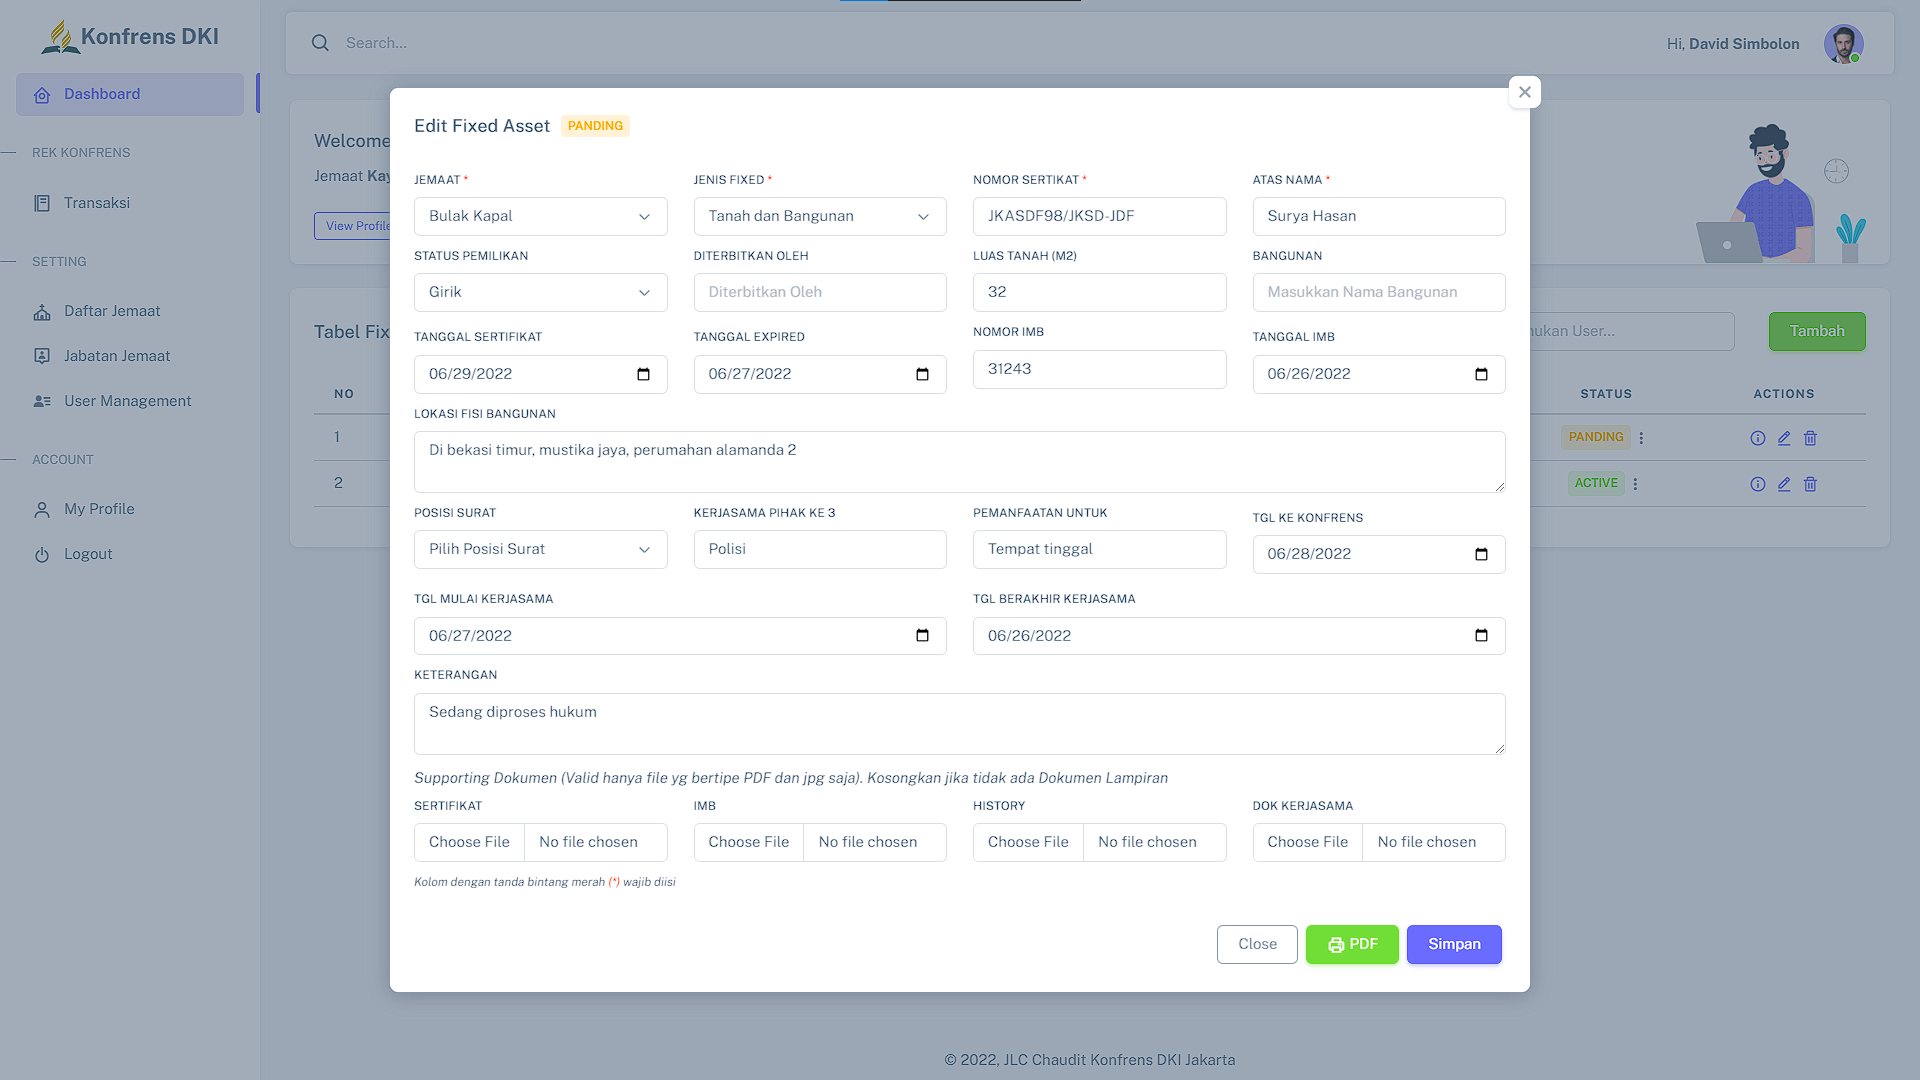 Konfrens DKI
Search...
Hi, David Simbolon
Dashboard
REK KONFRENS
Transaksi
SETTING
Daftar Jemaat
Jabatan Jemaat
User Management
ACCOUNT
My Profile
Logout
Welcome
Jemaat Kay
View Profile
Tabel Fix
NO
1
2
nukan User...
Tambah
STATUS
ACTIONS
PANDING
ACTIVE
Edit Fixed Asset PANDING
JEMAAT *
JENIS FIXED *
NOMOR SERTIKAT *
ATAS NAMA *
Bulak Kapal
Tanah dan Bangunan
JKASDF98/JKSD-JDF
Surya Hasan
STATUS PEMILIKAN
DITERBITKAN OLEH
LUAS TANAH (M2)
BANGUNAN
Girik
Diterbitkan Oleh
32
Masukkan Nama Bangunan
TANGGAL SERTIFIKAT
TANGGAL EXPIRED
NOMOR IMB
TANGGAL IMB
06/29/2022
06/27/2022
31243
06/26/2022
LOKASI FISI BANGUNAN
Di bekasi timur, mustika jaya, perumahan alamanda 2
POSISI SURAT
KERJASAMA PIHAK KE 3
PEMANFAATAN UNTUK
TGL KE KONFRENS
Pilih Posisi Surat
Polisi
Tempat tinggal
06/28/2022
TGL MULAI KERJASAMA
TGL BERAKHIR KERJASAMA
06/27/2022
06/26/2022
KETERANGAN
Sedang diproses hukum
Supporting Dokumen (Valid hanya file yg bertipe PDF dan jpg saja). Kosongkan jika tidak ada Dokumen Lampiran
SERTIFIKAT
IMB
HISTORY
DOK KERJASAMA
Choose File No file chosen
Choose File No file chosen
Choose File No file chosen
Choose File No file chosen
Kolom dengan tanda bintang merah (*) wajib diisi
Close
PDF
Simpan
© 2022, JLC Chaudit Konfrens DKI Jakarta